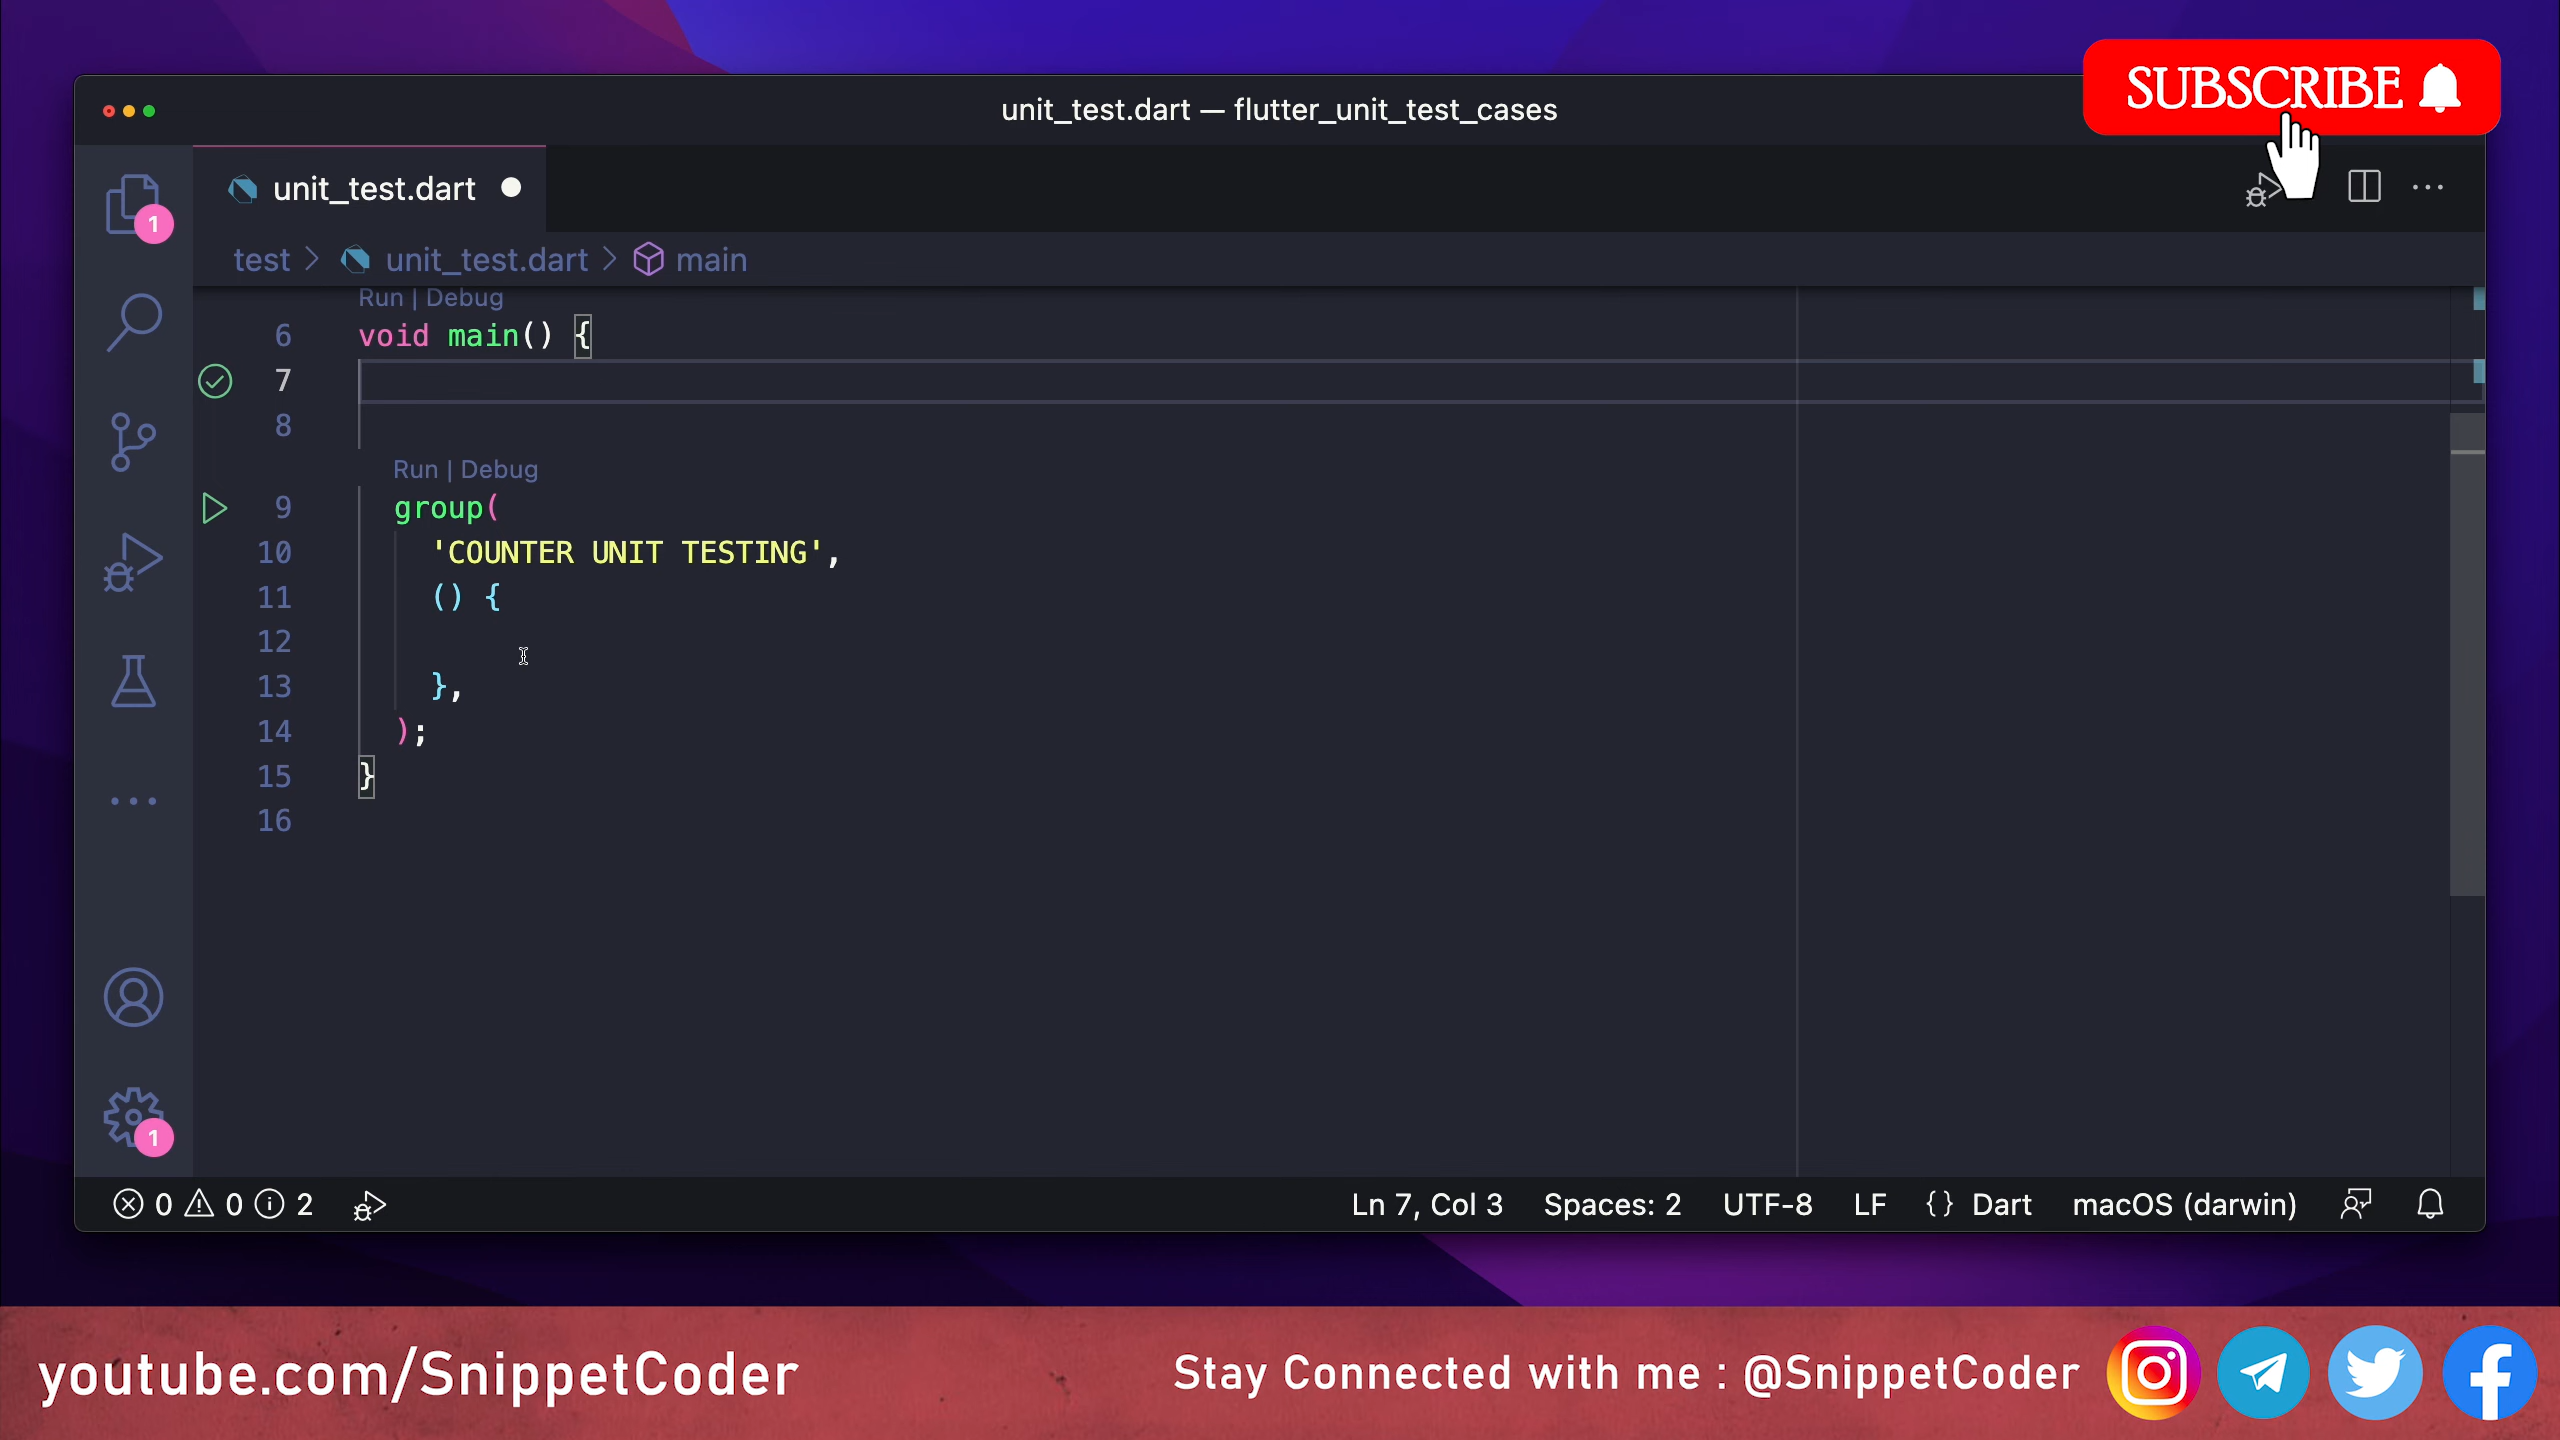 SUBSCRIBE
unit_test.dart — flutter_unit_test_cases
unit_test.dart
test > unit_test.dart > main
1
Run | Debug
6 void main() {
7
8
Run | Debug
9 group(
10 'COUNTER UNIT TESTING',
11 () {
12
13 },
14 );
15 }
16
1
0 0 2
Ln 7, Col 3 Spaces: 2 UTF-8 LF {} Dart macOS (darwin)
youtube.com/SnippetCoder
Stay Connected with me : @SnippetCoder